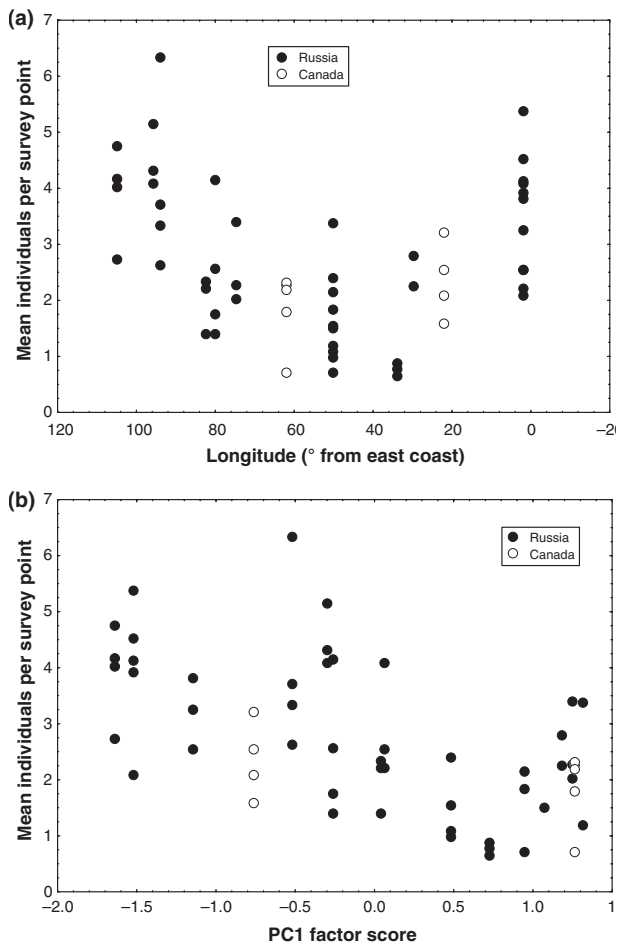 (a)
7
6
5
4
3
2
1
0
Mean individuals per survey point
Russia
Canada
120 100 80 60 40 20 0 –20
Longitude (° from east coast)
(b)
7
6
5
4
3
2
1
0
Mean individuals per survey point
Russia
Canada
–2.0 –1.5 –1.0 –0.5 0.0 0.5 1.0 1
PC1 factor score